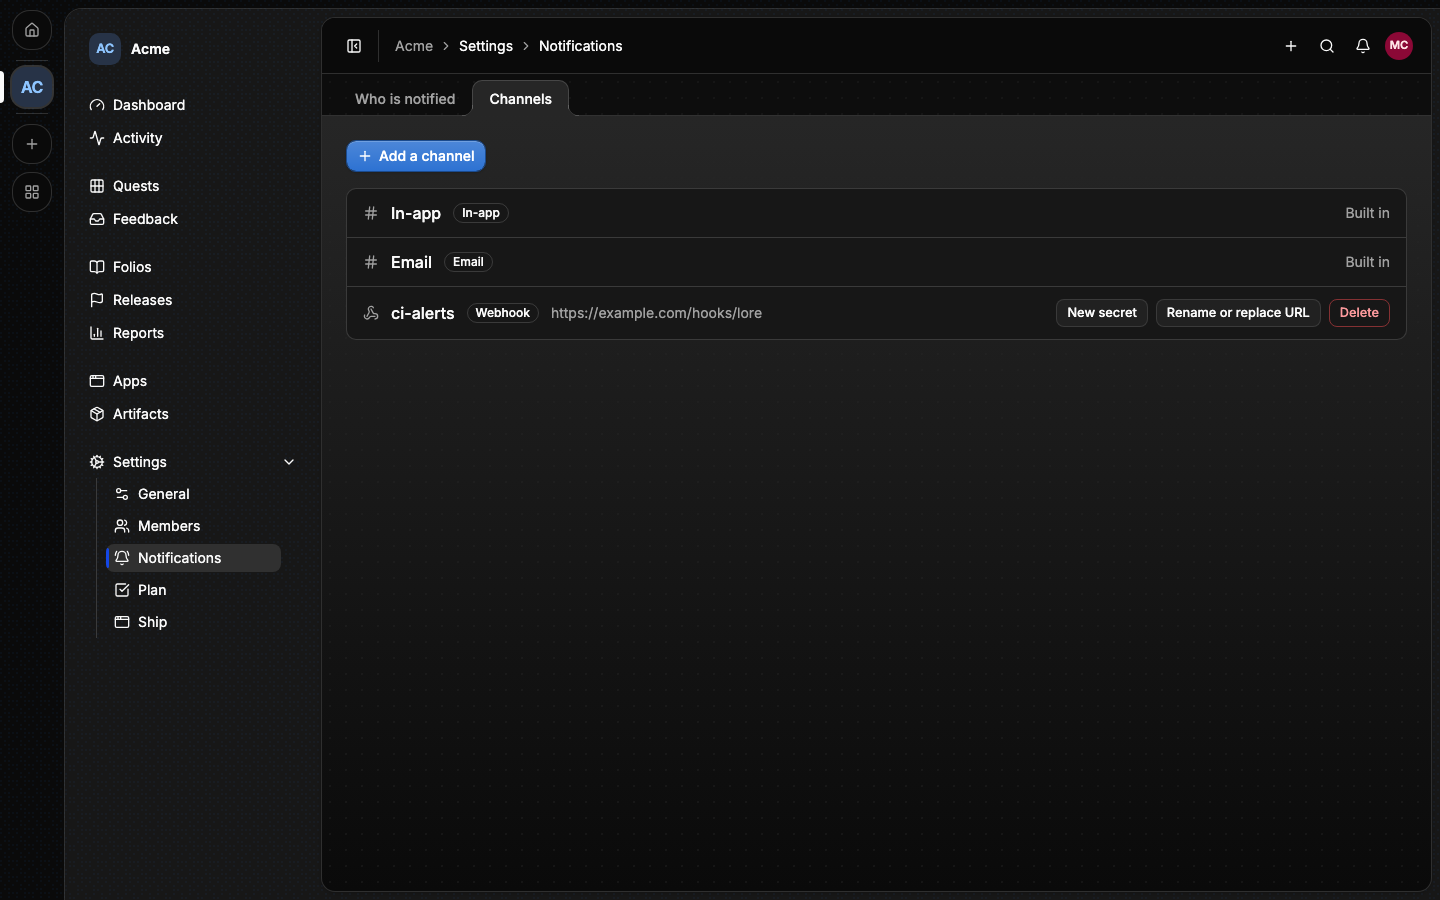 AC Acme
Acme > Settings > Notifications
MC
AC
Who is notified
Channels
Dashboard
Activity
Quests
Feedback
Folios
Releases
Reports
Apps
Artifacts
Settings
General
Members
Notifications
Plan
Ship
Add a channel
In-app In-app Built in
Email Email Built in
ci-alerts Webhook https://example.com/hooks/lore New secret Rename or replace URL Delete